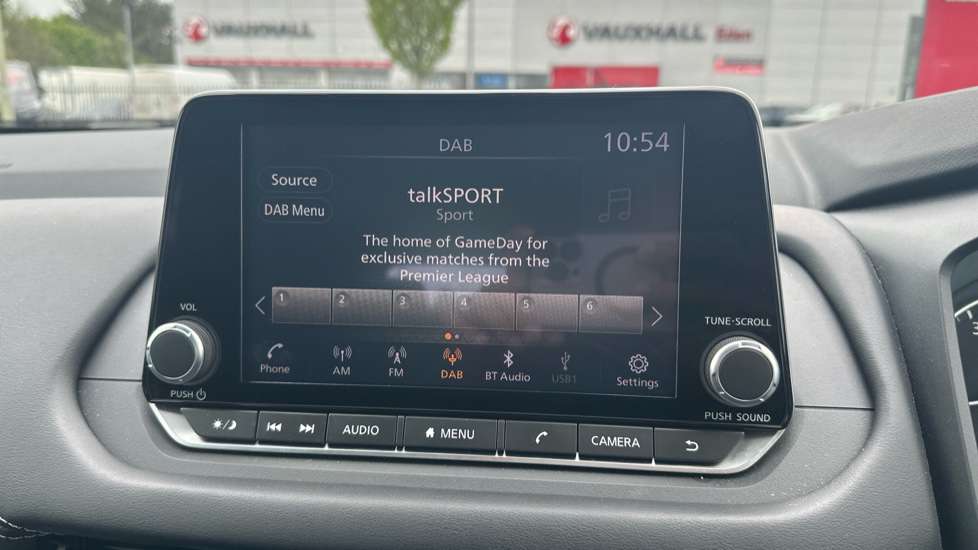 VAUXHALL
VAUXHALL Eden
DAB
10:54
Source
DAB Menu
talkSPORT
Sport
The home of GameDay for
exclusive matches from the
Premier League
1 2 3 4 5 6
Phone AM FM DAB BT Audio USB1 Settings
VOL
PUSH
TUNE·SCROLL
PUSH SOUND
AUDIO MENU CAMERA